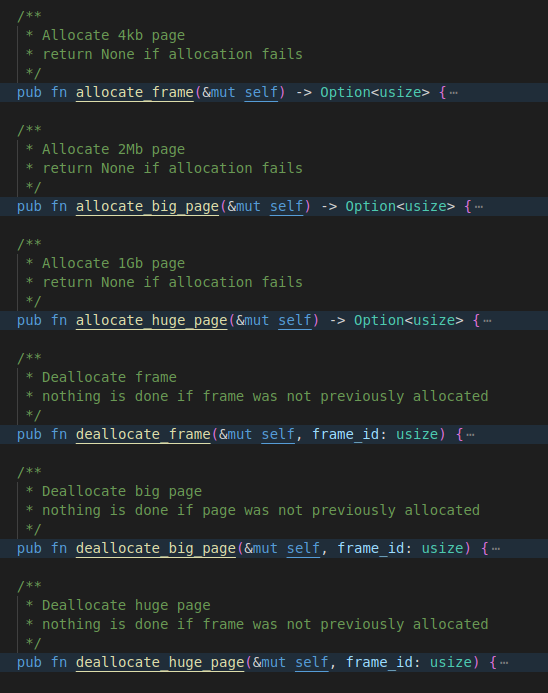 /**
* Allocate 4kb page
* return None if allocation fails
*/
pub fn allocate_frame(&mut self) -> Option<usize> {⋯
/**
* Allocate 2Mb page
* return None if allocation fails
*/
pub fn allocate_big_page(&mut self) -> Option<usize> {⋯
/**
* Allocate 1Gb page
* return None if allocation fails
*/
pub fn allocate_huge_page(&mut self) -> Option<usize> {⋯
/**
* Deallocate frame
* nothing is done if frame was not previously allocated
*/
pub fn deallocate_frame(&mut self, frame_id: usize) {⋯
/**
* Deallocate big page
* nothing is done if page was not previously allocated
*/
pub fn deallocate_big_page(&mut self, frame_id: usize) {⋯
/**
* Deallocate huge page
* nothing is done if frame was not previously allocated
*/
pub fn deallocate_huge_page(&mut self, frame_id: usize) {⋯